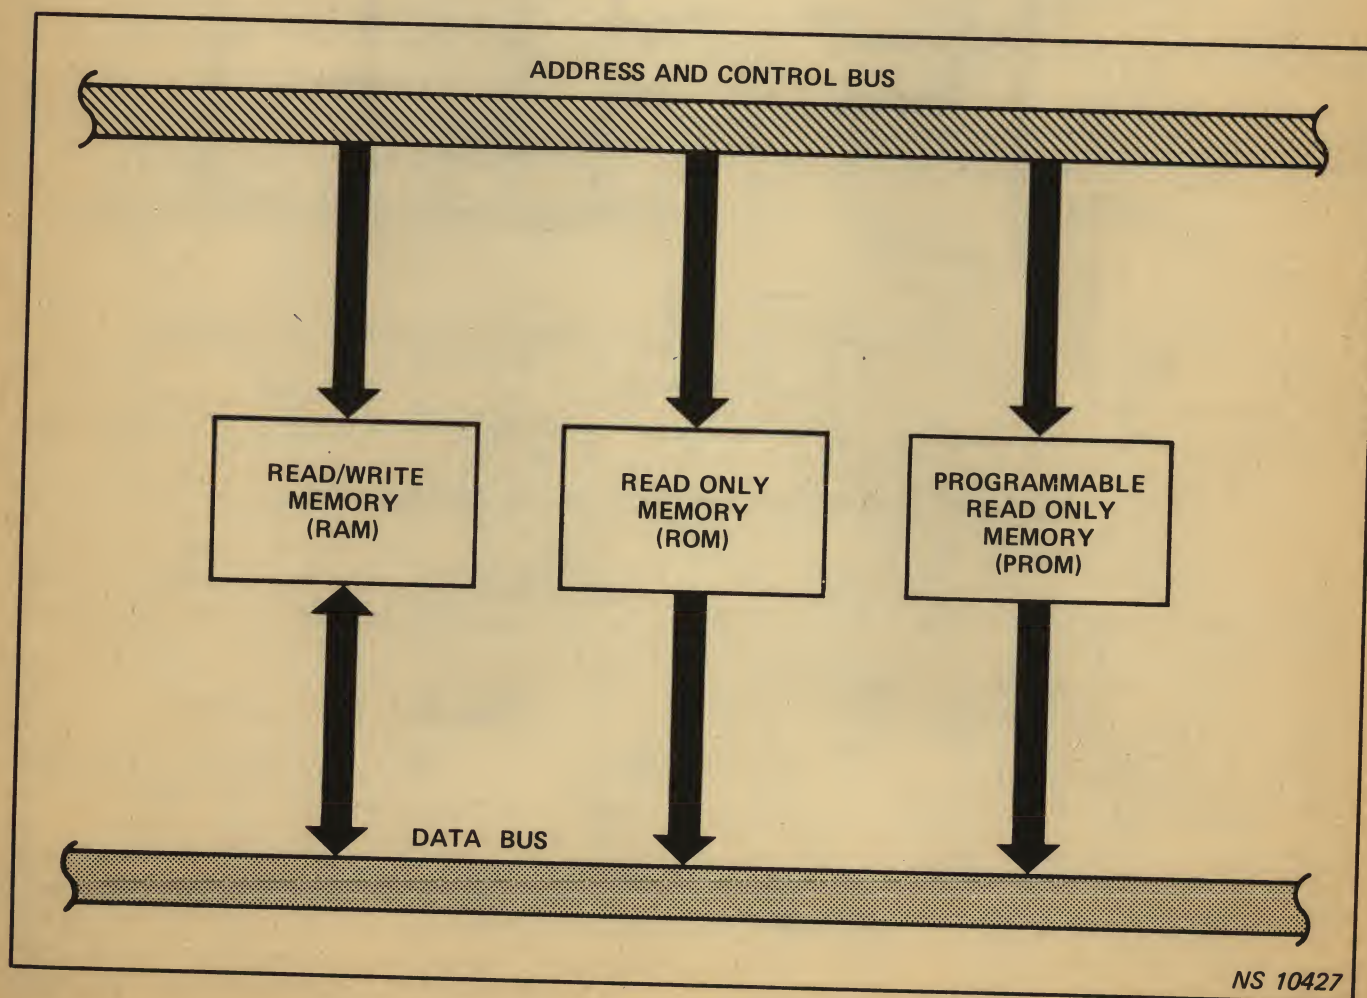 ADDRESS AND CONTROL BUS
READ/WRITE
MEMORY
(RAM)
READ ONLY
MEMORY
(ROM)
PROGRAMMABLE
READ ONLY
MEMORY
(PROM)
DATA BUS
NS 10427